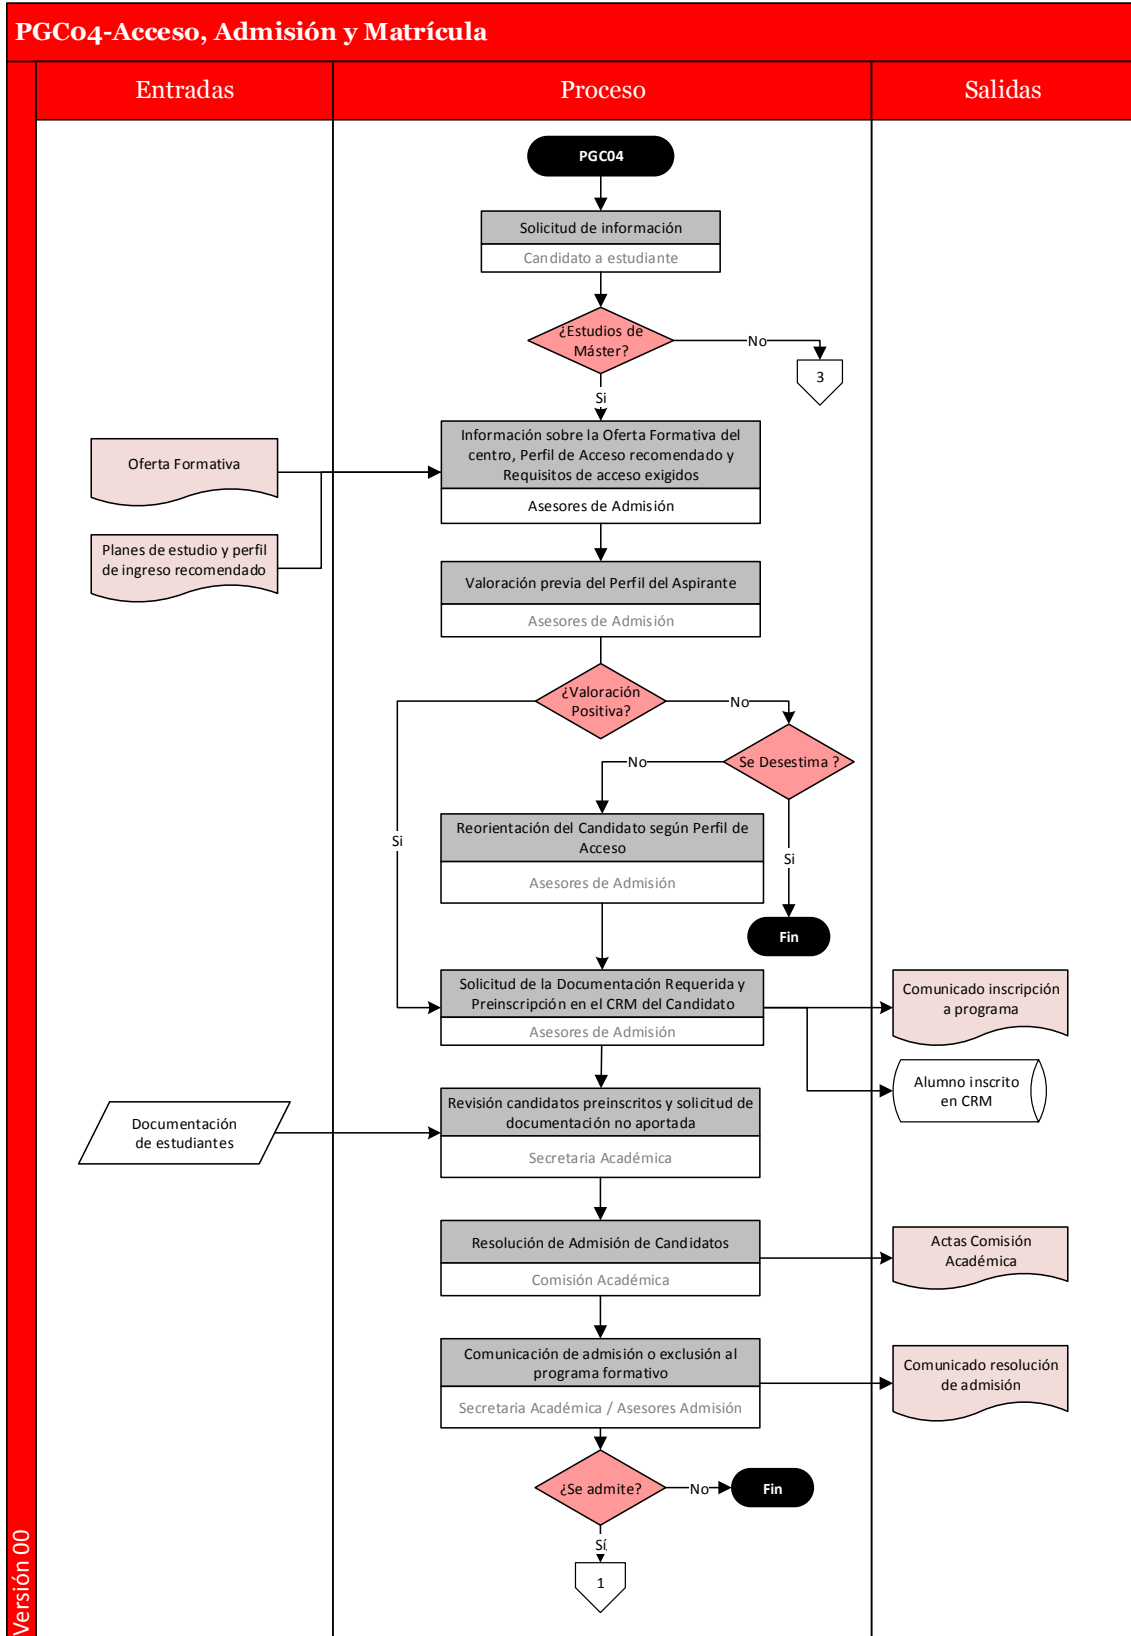 PGC04-Acceso, Admisión y Matrícula
Entradas
Proceso
Salidas
PGC04
Solicitud de información
Candidato a estudiante
¿Estudios de
Máster?
No
3
Si
Información sobre la Oferta Formativa del
centro, Perfil de Acceso recomendado y
Requisitos de acceso exigidos
Asesores de Admisión
Oferta Formativa
Planes de estudio y perfil
de ingreso recomendado
Valoración previa del Perfil del Aspirante
Asesores de Admisión
¿Valoración
Positiva?
No
Se Desestima ?
No
Si
Si
Reorientación del Candidato según Perfil de
Acceso
Asesores de Admisión
Fin
Solicitud de la Documentación Requerida y
Preinscripción en el CRM del Candidato
Asesores de Admisión
Comunicado inscripción
a programa
Alumno inscrito
en CRM
Documentación
de estudiantes
Revisión candidatos preinscritos y solicitud de
documentación no aportada
Secretaria Académica
Resolución de Admisión de Candidatos
Comisión Académica
Actas Comisión
Académica
Comunicación de admisión o exclusión al
programa formativo
Secretaria Académica / Asesores Admisión
Comunicado resolución
de admisión
¿Se admite?
No
Fin
Sí
1
Versión 00